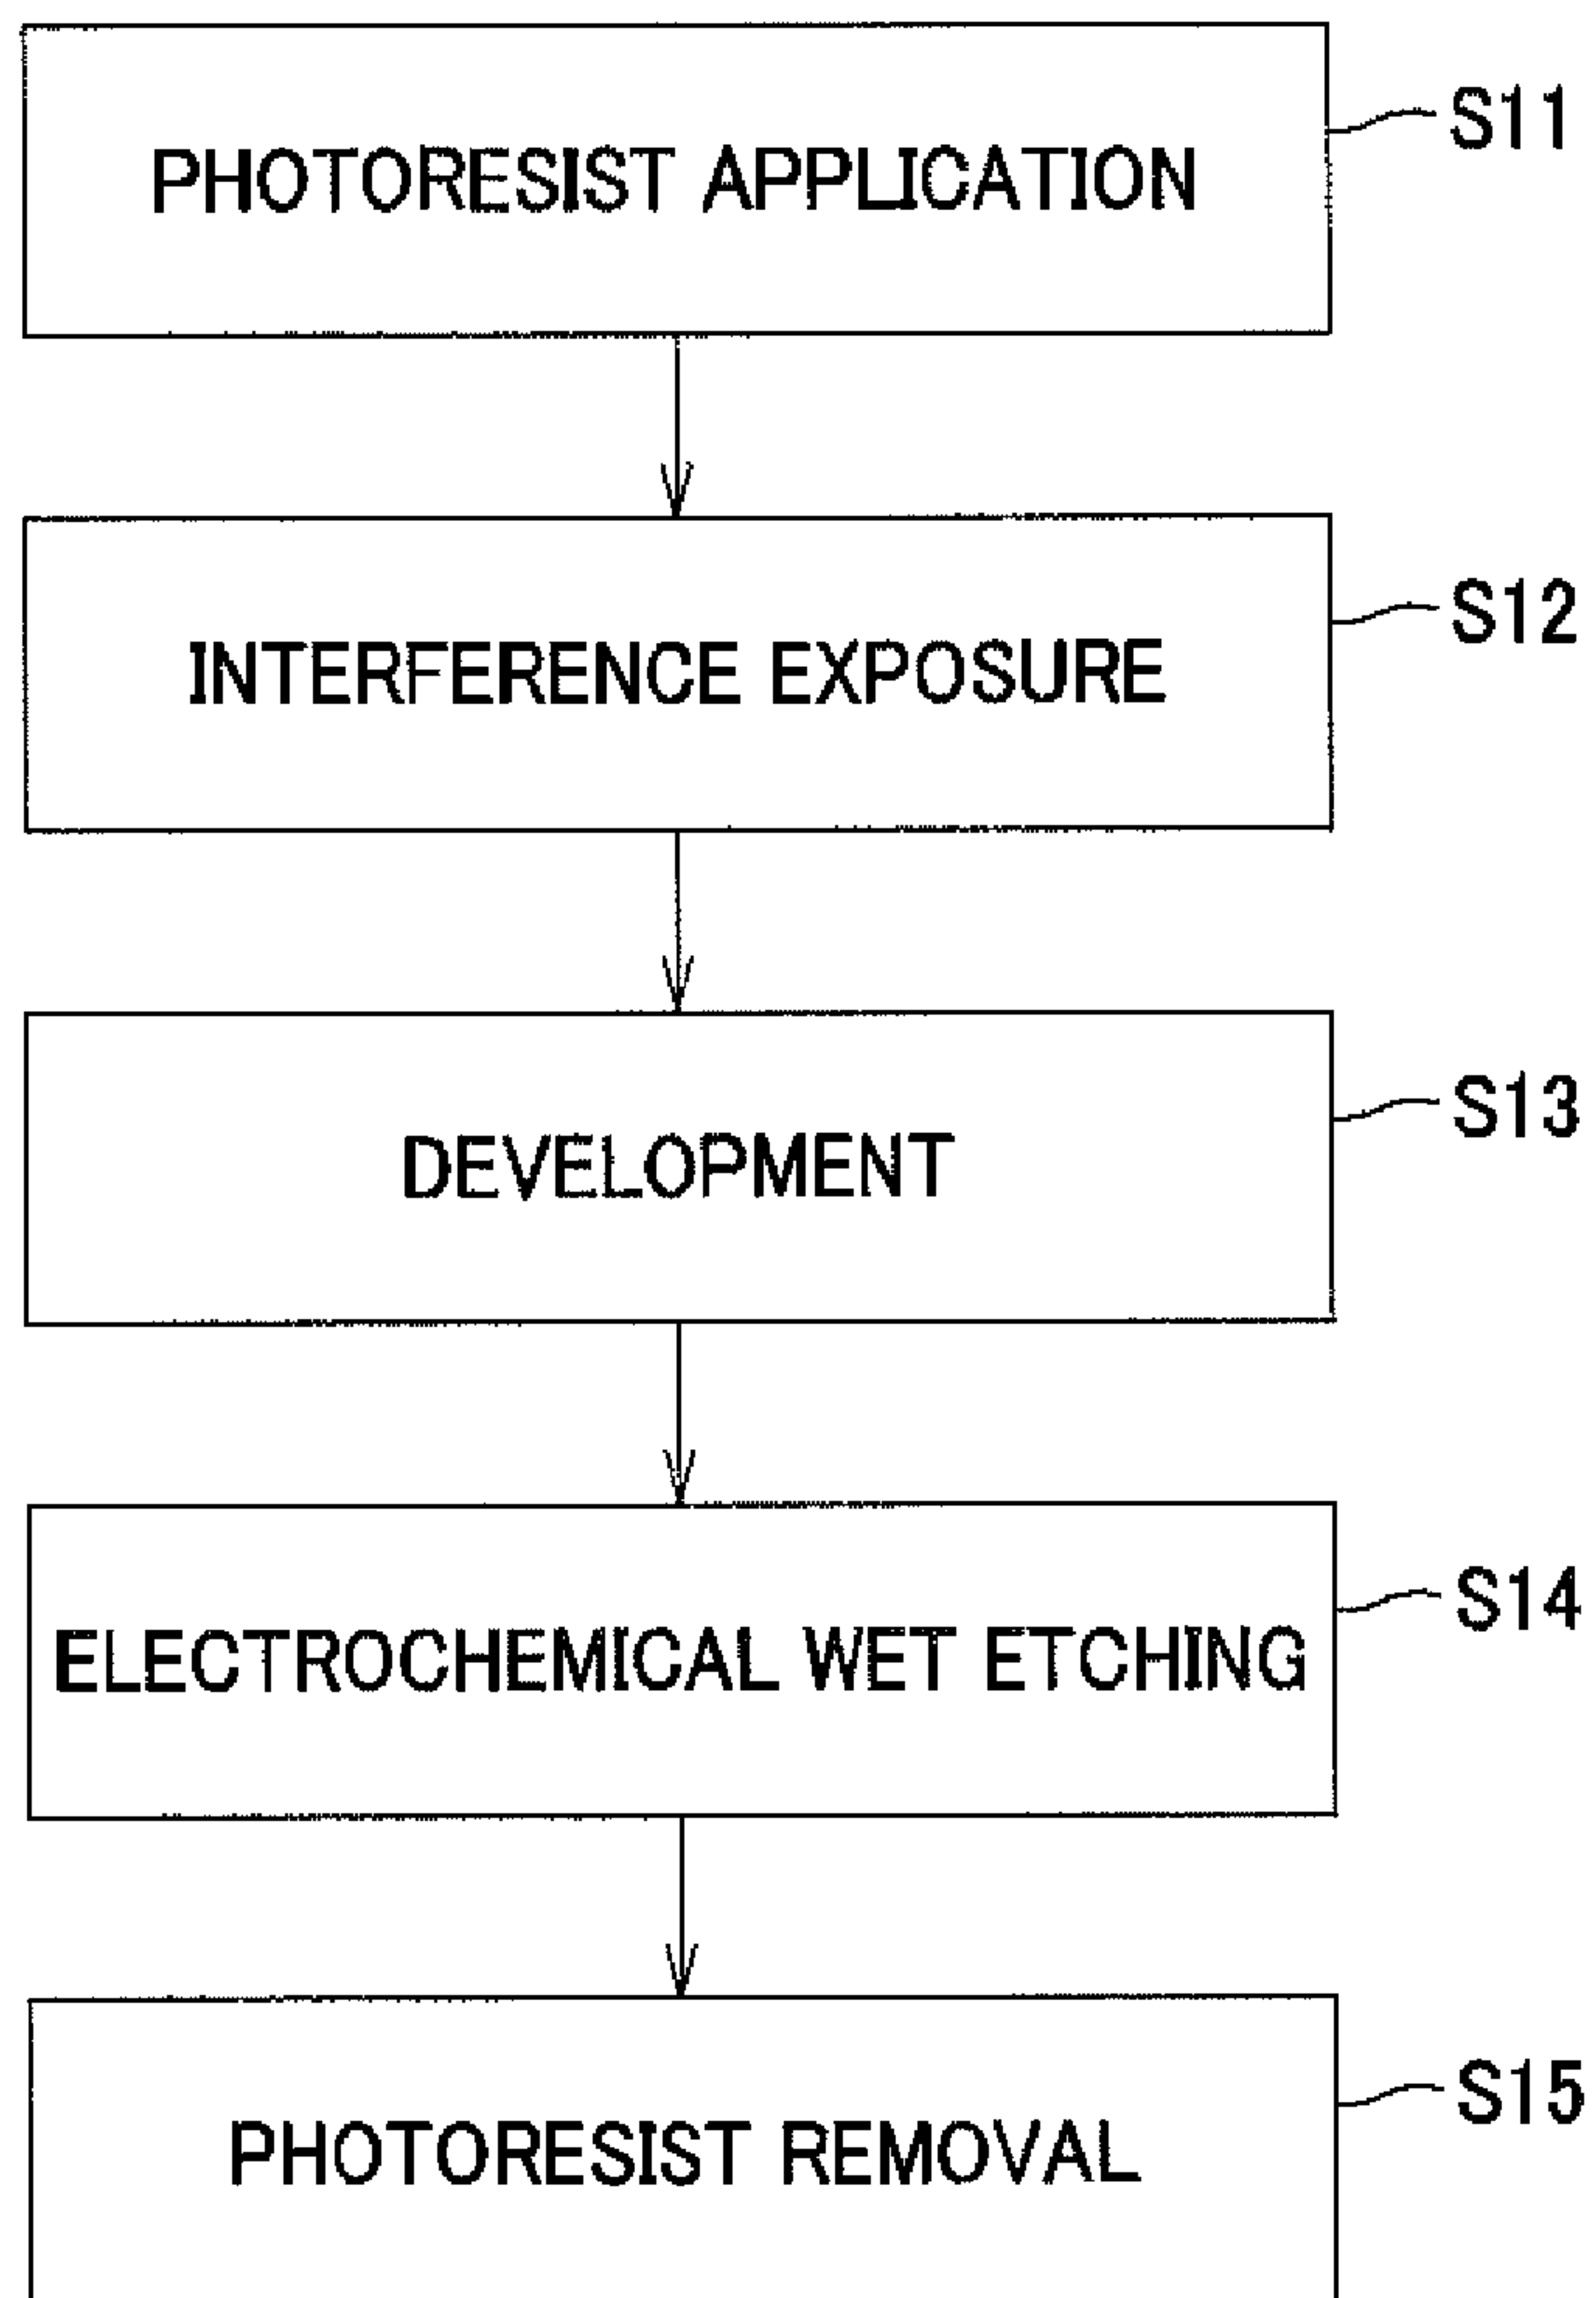 PHOTORESIST APPLICATION
S11
INTERFERENCE EXPOSURE
S12
DEVELOPMENT
S13
ELECTROCHEMICAL WET ETCHING
S14
PHOTORESIST REMOVAL
S15